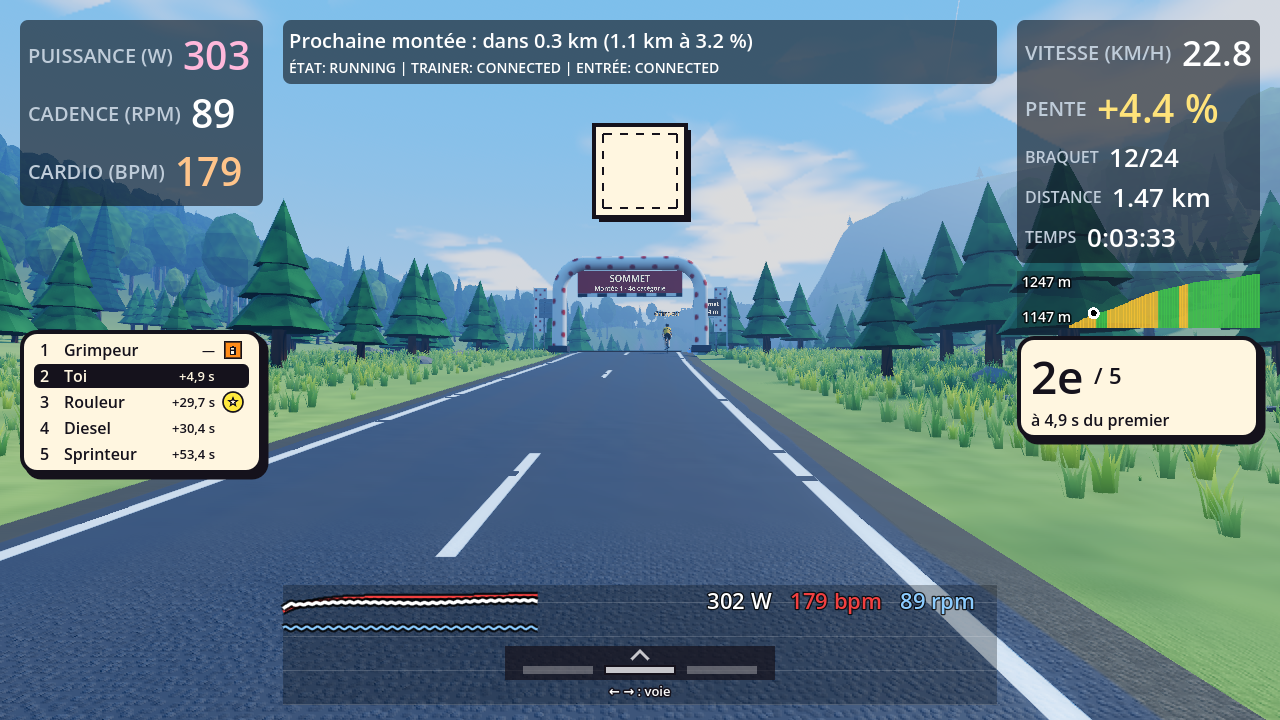 PUISSANCE (W) 303
CADENCE (RPM) 89
CARDIO (BPM) 179
Prochaine montée : dans 0.3 km (1.1 km à 3.2 %)
ÉTAT: RUNNING | TRAINER: CONNECTED | ENTRÉE: CONNECTED
VITESSE (KM/H) 22.8
PENTE +4.4 %
BRAQUET 12/24
DISTANCE 1.47 km
TEMPS 0:03:33
1247 m
1147 m
SOMMET
Montée 1 · 4e catégorie
1 Grimpeur —
2 Toi +4,9 s
3 Rouleur +29,7 s
4 Diesel +30,4 s
5 Sprinteur +53,4 s
2e / 5
à 4,9 s du premier
302 W 179 bpm 89 rpm
← → : voie